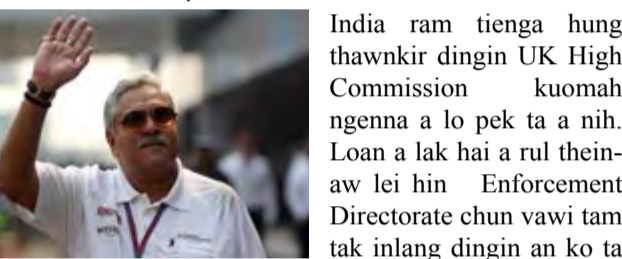 India ram tienga hung
thawnkir dingin UK High
Commission kuomah
ngenna a lo pek ta a nih.
Loan a lak hai a rul thein-
aw lei hin Enforcement
Directorate chun vawi tam
tak inlang dingin an ko ta